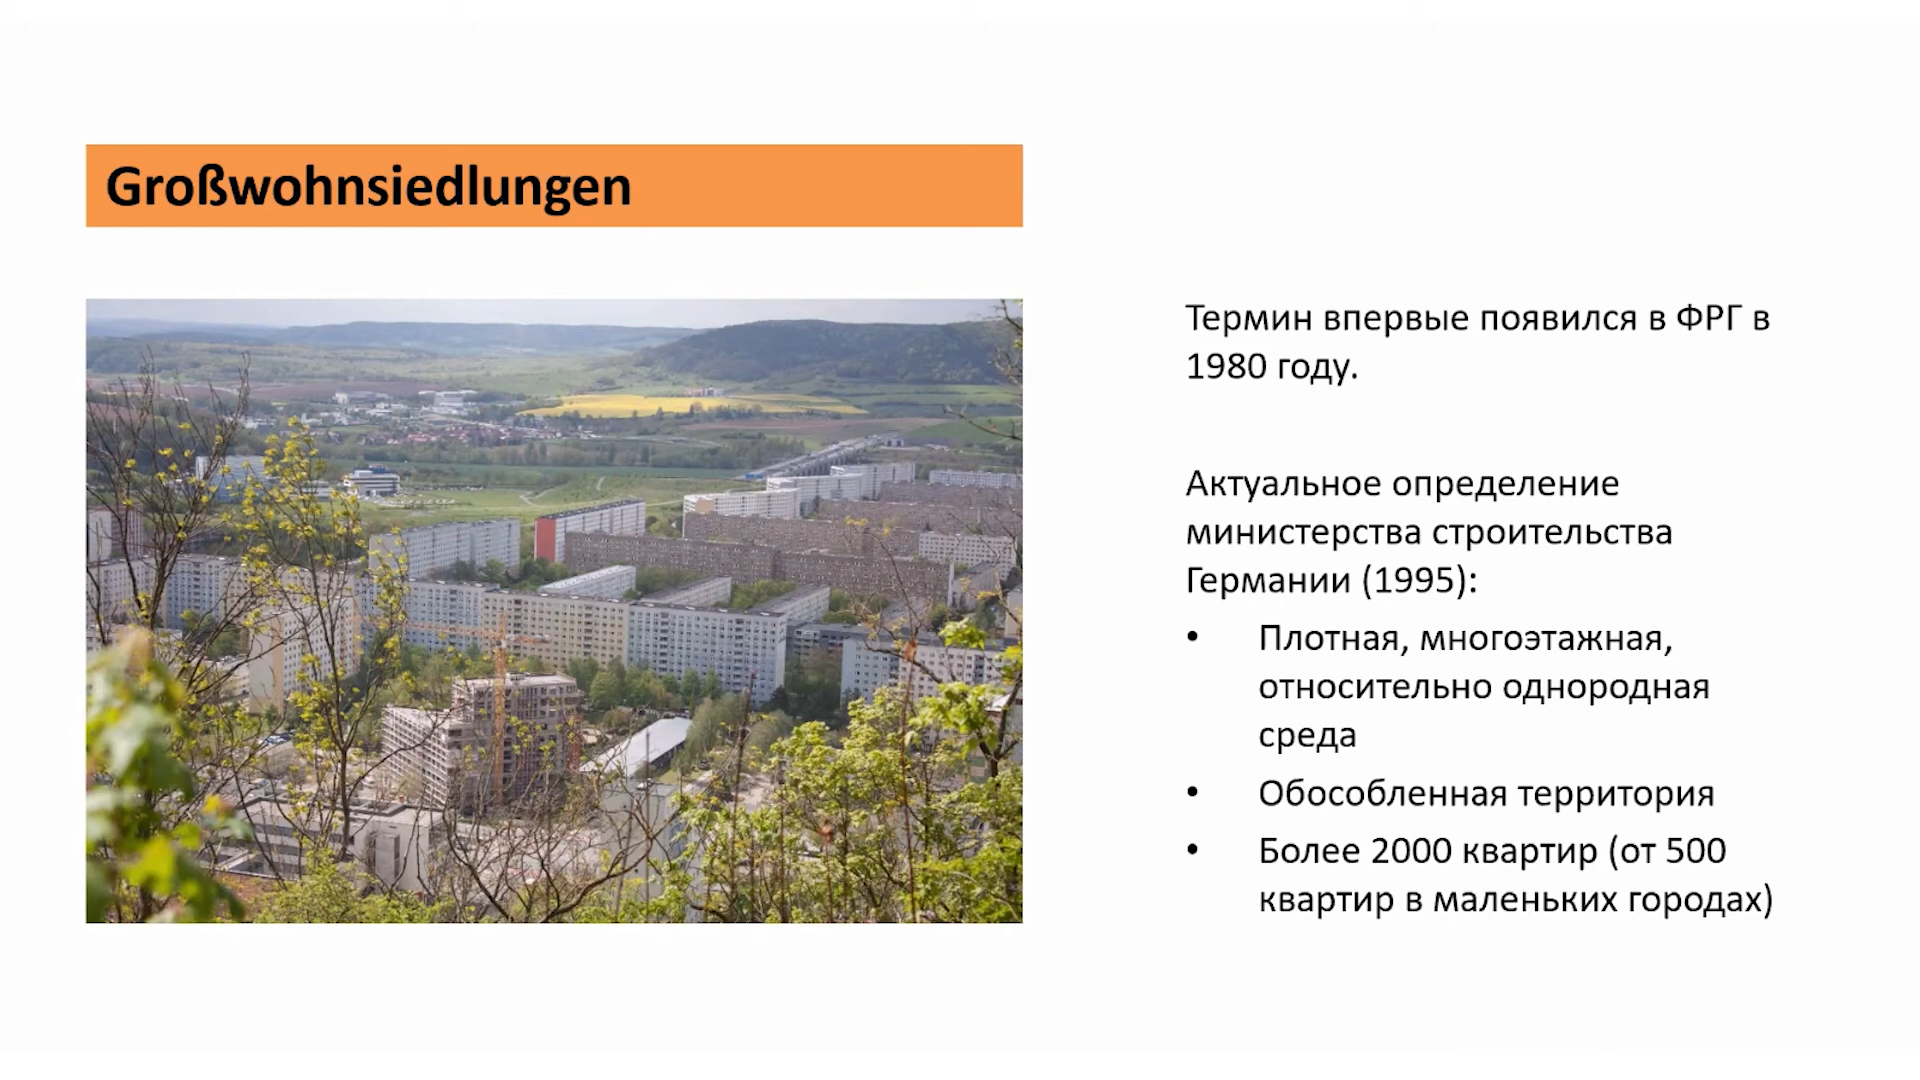 Großwohnsiedlungen
Термин впервые появился в ФРГ в
1980 году.
Актуальное определение
министерства строительства
Германии (1995):
• Плотная, многоэтажная,
относительно однородная
среда
• Обособленная территория
• Более 2000 квартир (от 500
квартир в маленьких городах)